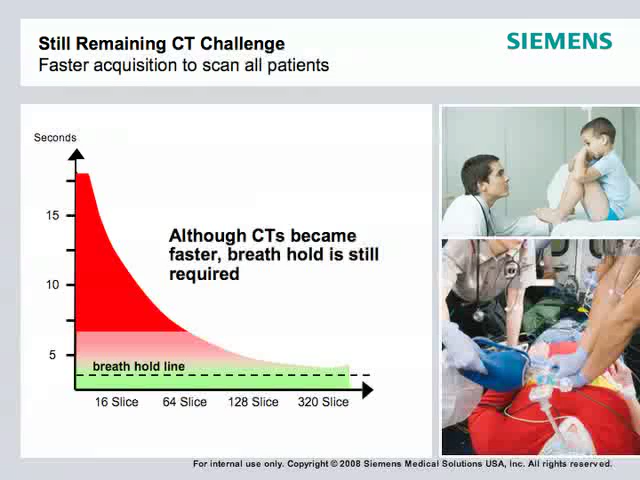 Still Remaining CT Challenge
Faster acquisition to scan all patients
SIEMENS
Seconds
15
10
5
Although CTs became
faster, breath hold is still
required
breath hold line
16 Slice 64 Slice 128 Slice 320 Slice
For internal use only. Copyright © 2008 Siemens Medical Solutions USA, Inc. All rights reserved.